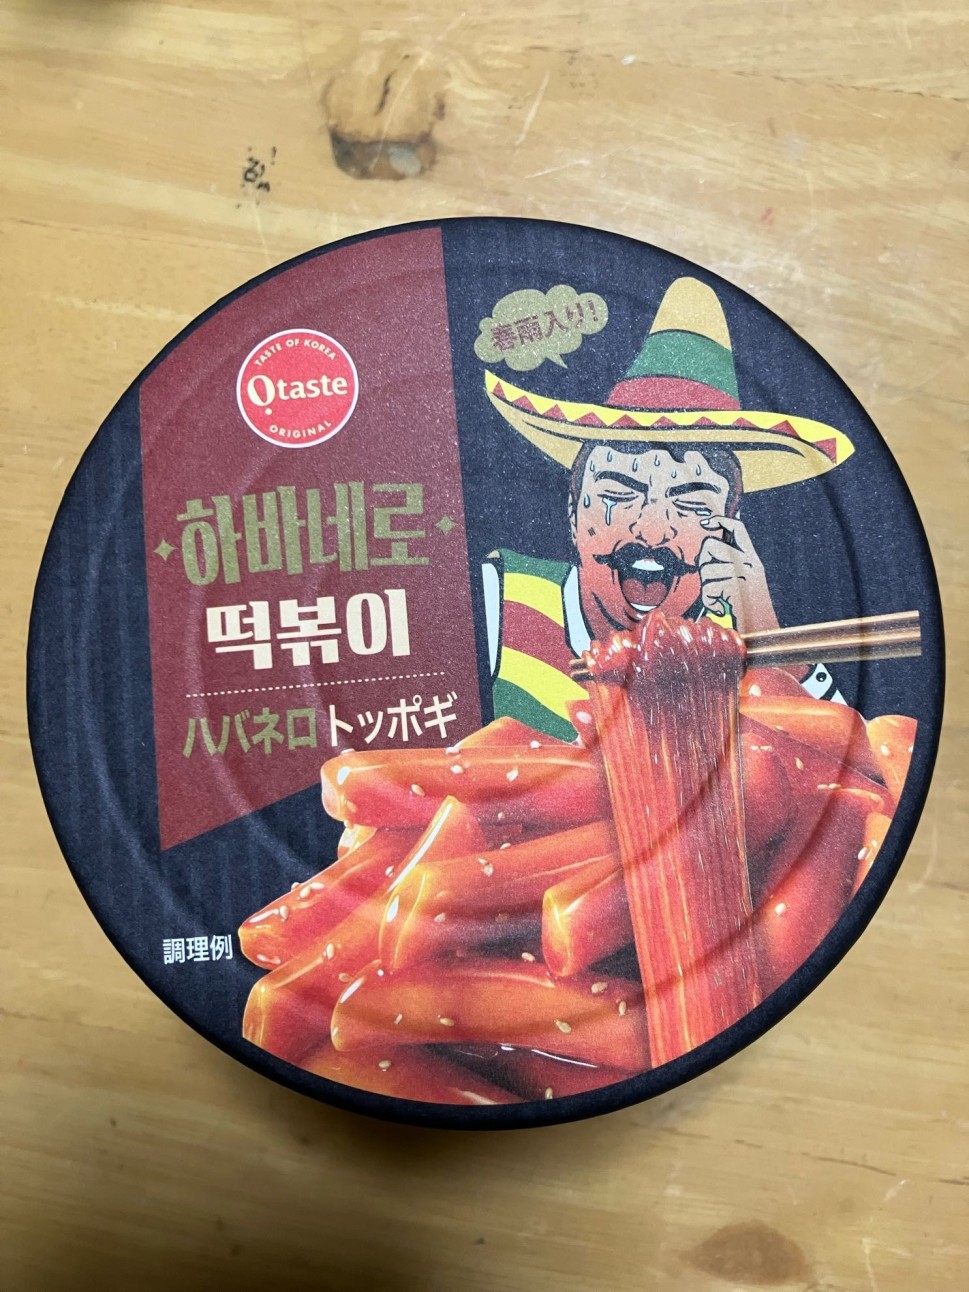 TASTE OF KOREA
Otaste
ORIGINAL
하바네로
떡볶이
ハバネロ トッポギ
春雨入り!
調理例